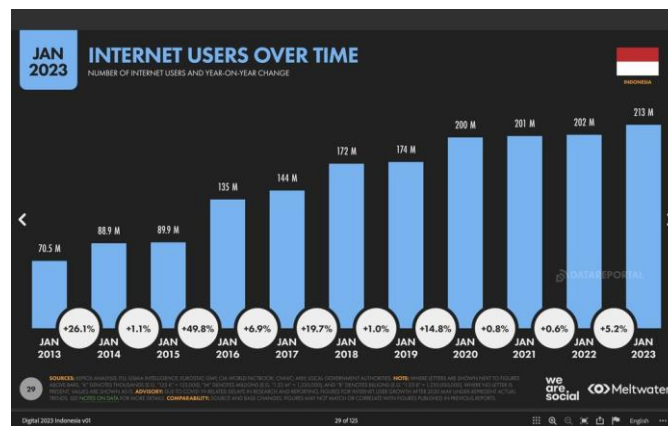 JAN
2023
INTERNET USERS OVER TIME
NUMBER OF INTERNET USERS AND YEAR-ON-YEAR CHANGE
INDONESIA
70.5 M
88.9 M
89.9 M
135 M
144 M
172 M
174 M
200 M
201 M
202 M
213 M
DATAREPORTAL
+26.1%
+1.1%
+49.8%
+6.9%
+19.7%
+1.0%
+14.8%
+0.8%
+0.6%
+5.2%
JAN
2013
JAN
2014
JAN
2015
JAN
2016
JAN
2017
JAN
2018
JAN
2019
JAN
2020
JAN
2021
JAN
2022
JAN
2023
29
we
are
social
Meltwater
Digital 2023 Indonesia v01
29 of 125
English